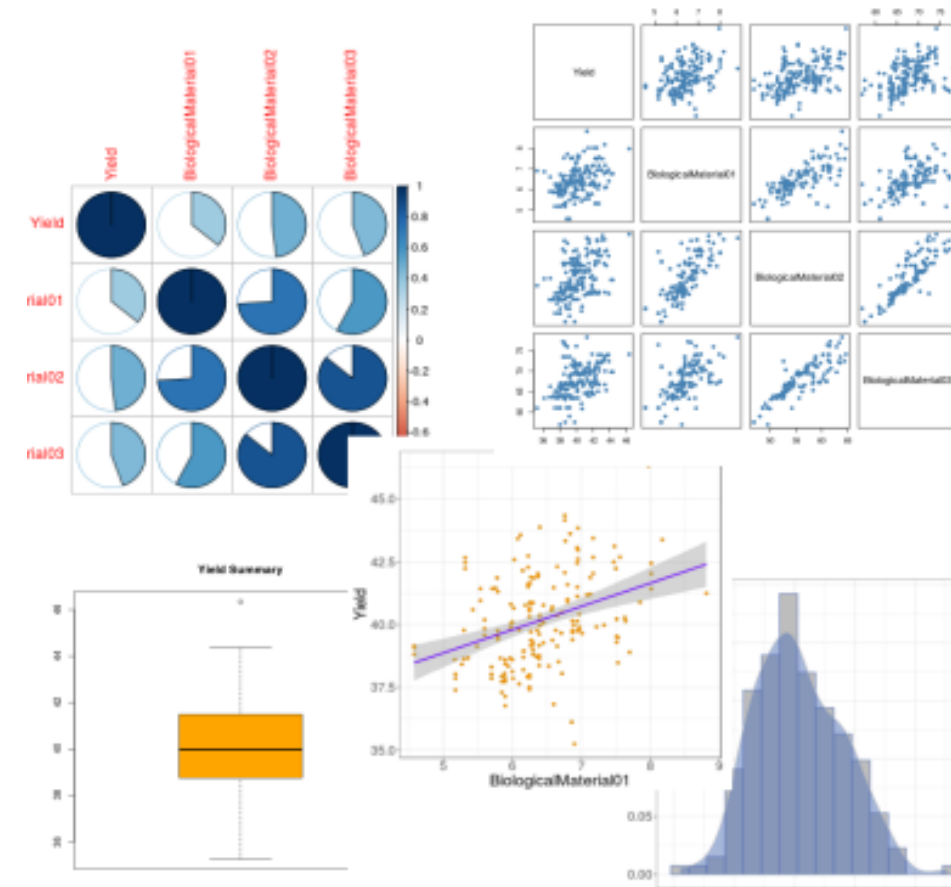 Yield
BiologicalMaterial01
BiologicalMaterial02
BiologicalMaterial03
Yield
rial01
rial02
rial03
1
0.8
0.6
0.4
0.2
0
-0.2
-0.4
-0.6
Yield
BiologicalMaterial01
BiologicalMaterial02
BiologicalMaterial03
Yield Summary
45.0
42.5
40.0
37.5
35.0
Yield
5
6
7
8
9
BiologicalMaterial01
0.05
0.00